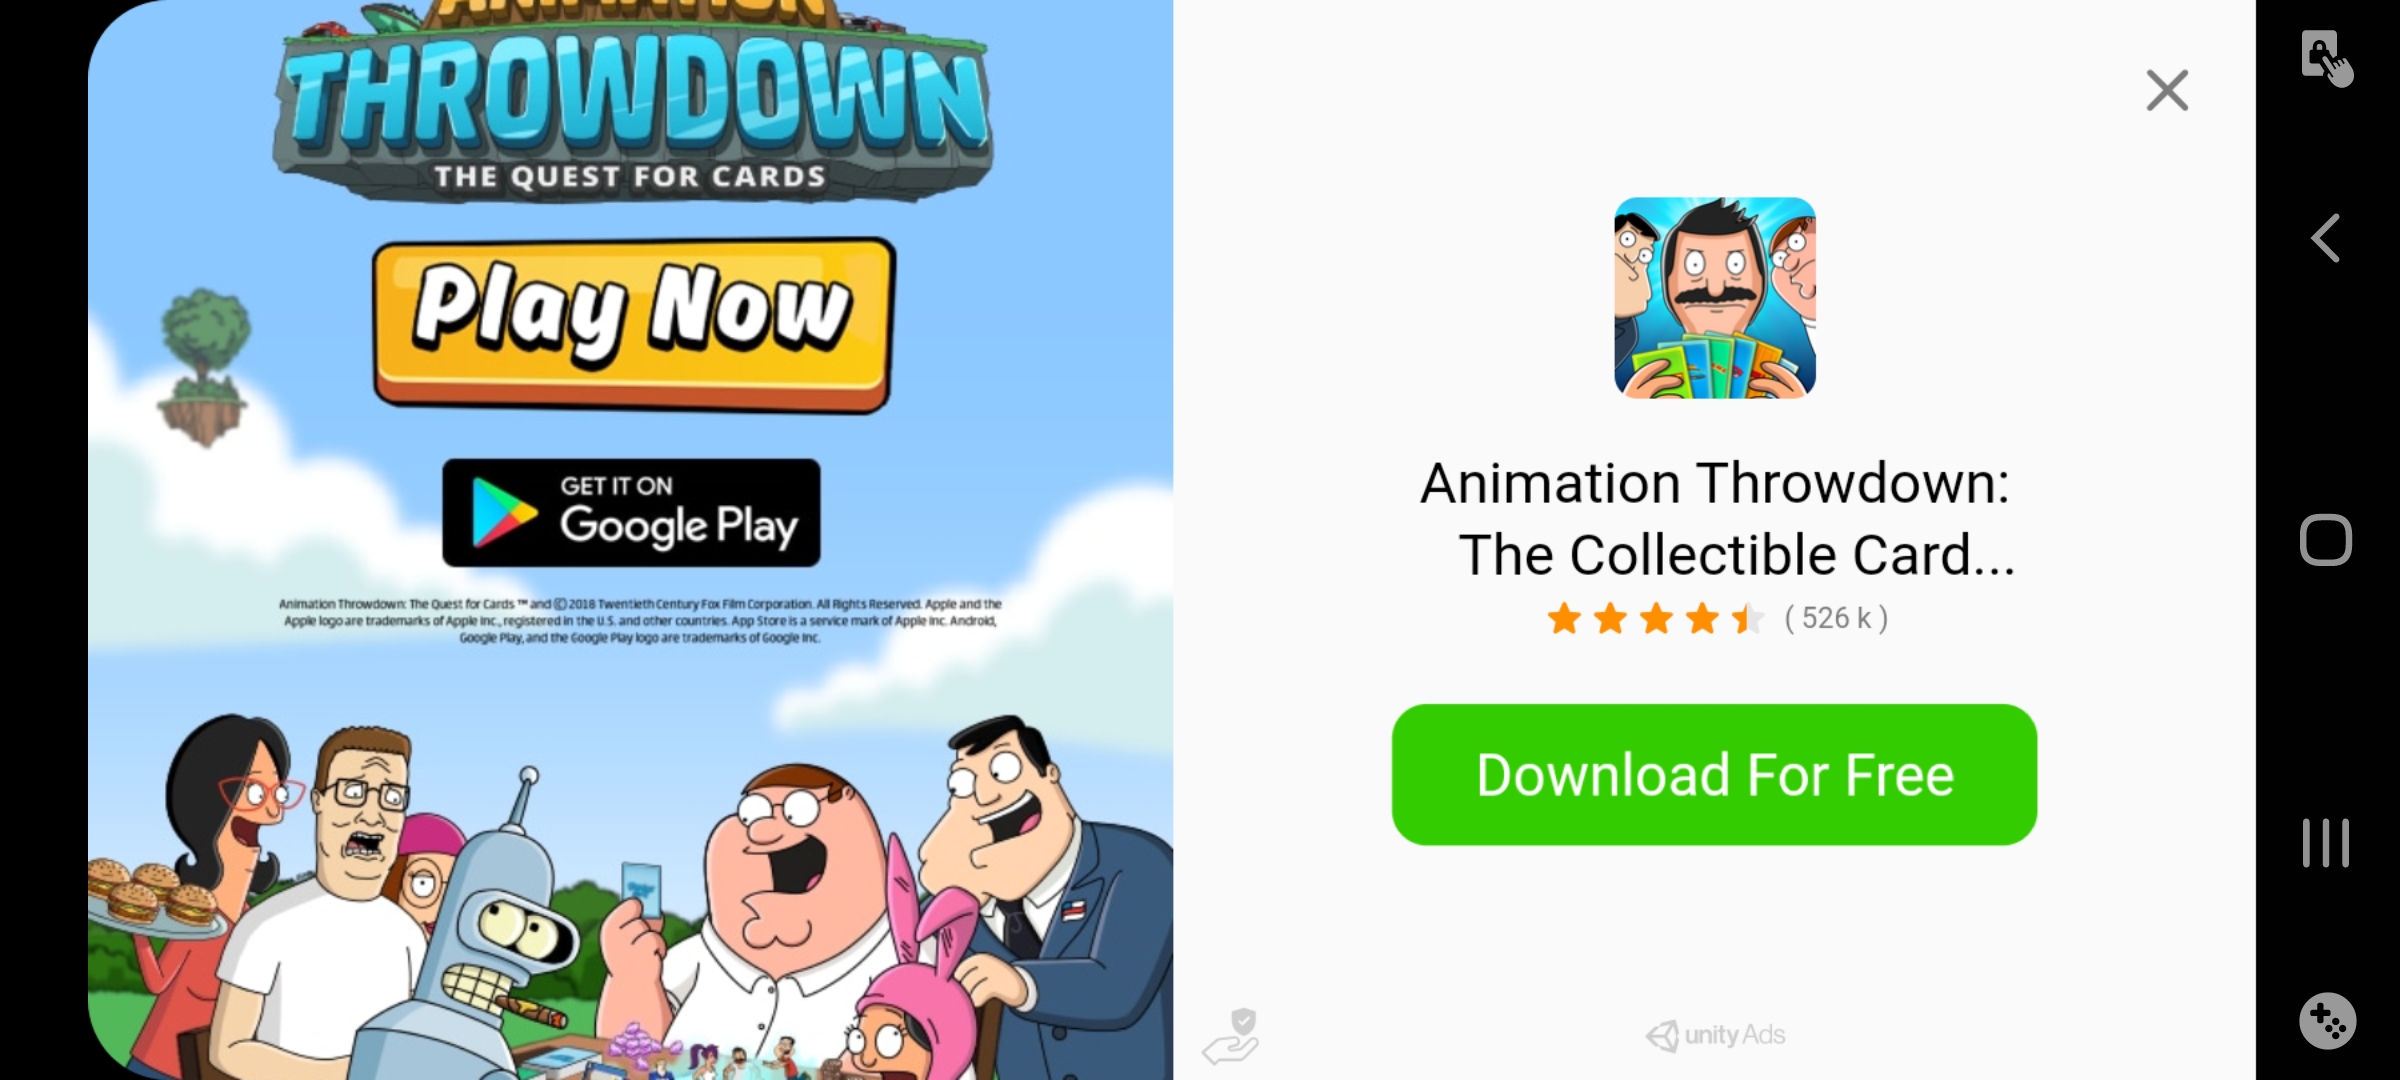 ANIMATION
THROWDOWN
THE QUEST FOR CARDS
Play Now
GET IT ON
Google Play
Animation Throwdown: The Quest for Cards ™ and © 2018 Twentieth Century Fox Film Corporation. All Rights Reserved. Apple and the
Apple logo are trademarks of Apple Inc., registered in the U.S. and other countries. App Store is a service mark of Apple Inc. Android,
Google Play, and the Google Play logo are trademarks of Google Inc.
Animation Throwdown:
The Collectible Card...
( 526 k )
Download For Free
unity Ads